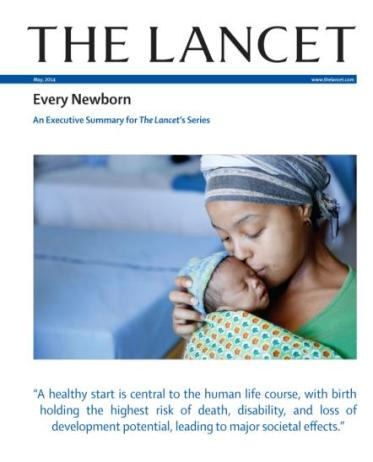 THE LANCET
May, 2014 www.thelancet.com
Every Newborn
An Executive Summary for The Lancet's Series
“A healthy start is central to the human life course, with birth
holding the highest risk of death, disability, and loss of
development potential, leading to major societal effects.”